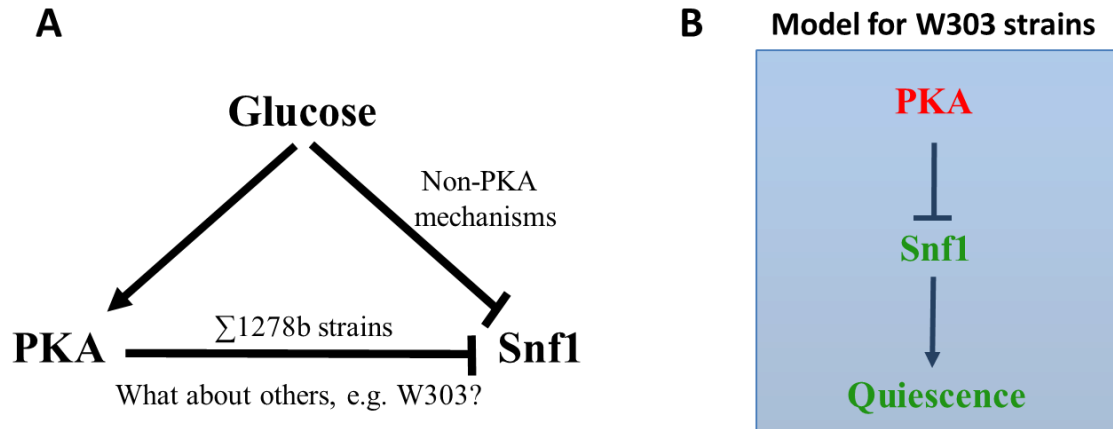 A
Glucose
Non-PKA
mechanisms
PKA
∑1278b strains
Snf1
What about others, e.g. W303?
B
Model for W303 strains
PKA
Snf1
Quiescence